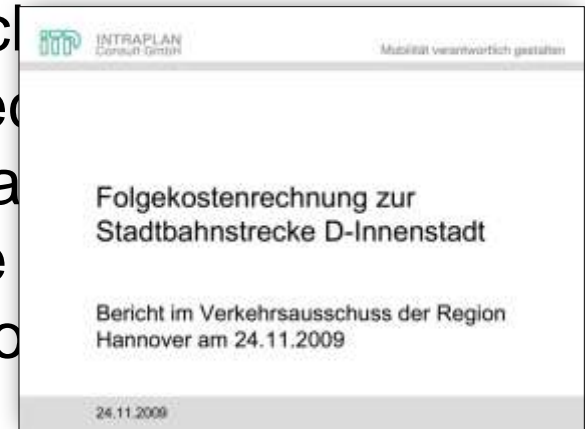 iTP INTRAPLAN
Consult GmbH
Mobilität verantwortlich gestalten
Folgekostenrechnung zur
Stadtbahnstrecke D-Innenstadt
Bericht im Verkehrsausschuss der Region
Hannover am 24.11.2009
24.11.2009